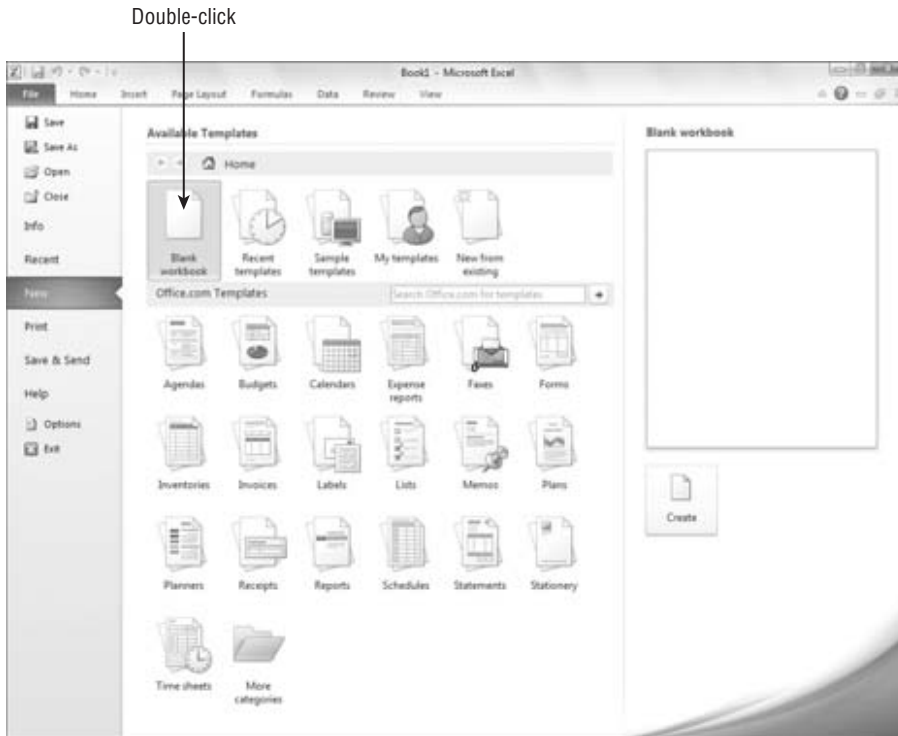 Double-click
Book1 - Microsoft Excel
File Home Insert Page Layout Formulas Data Review View
Save
Save As
Open
Close
Info
Recent
New
Print
Save & Send
Help
Options
Exit
Available Templates
Home
Blank workbook
Recent templates
Sample templates
My templates
New from existing
Office.com Templates
Search Office.com for templates
Agendas
Budgets
Calendars
Expense reports
Faxes
Forms
Inventories
Invoices
Labels
Lists
Memos
Plans
Planners
Receipts
Reports
Schedules
Statements
Stationery
Time sheets
More categories
Blank workbook
Create